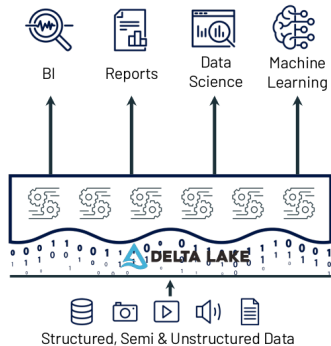 BI
Reports
Data
Science
Machine
Learning
DELTA LAKE
Structured, Semi & Unstructured Data